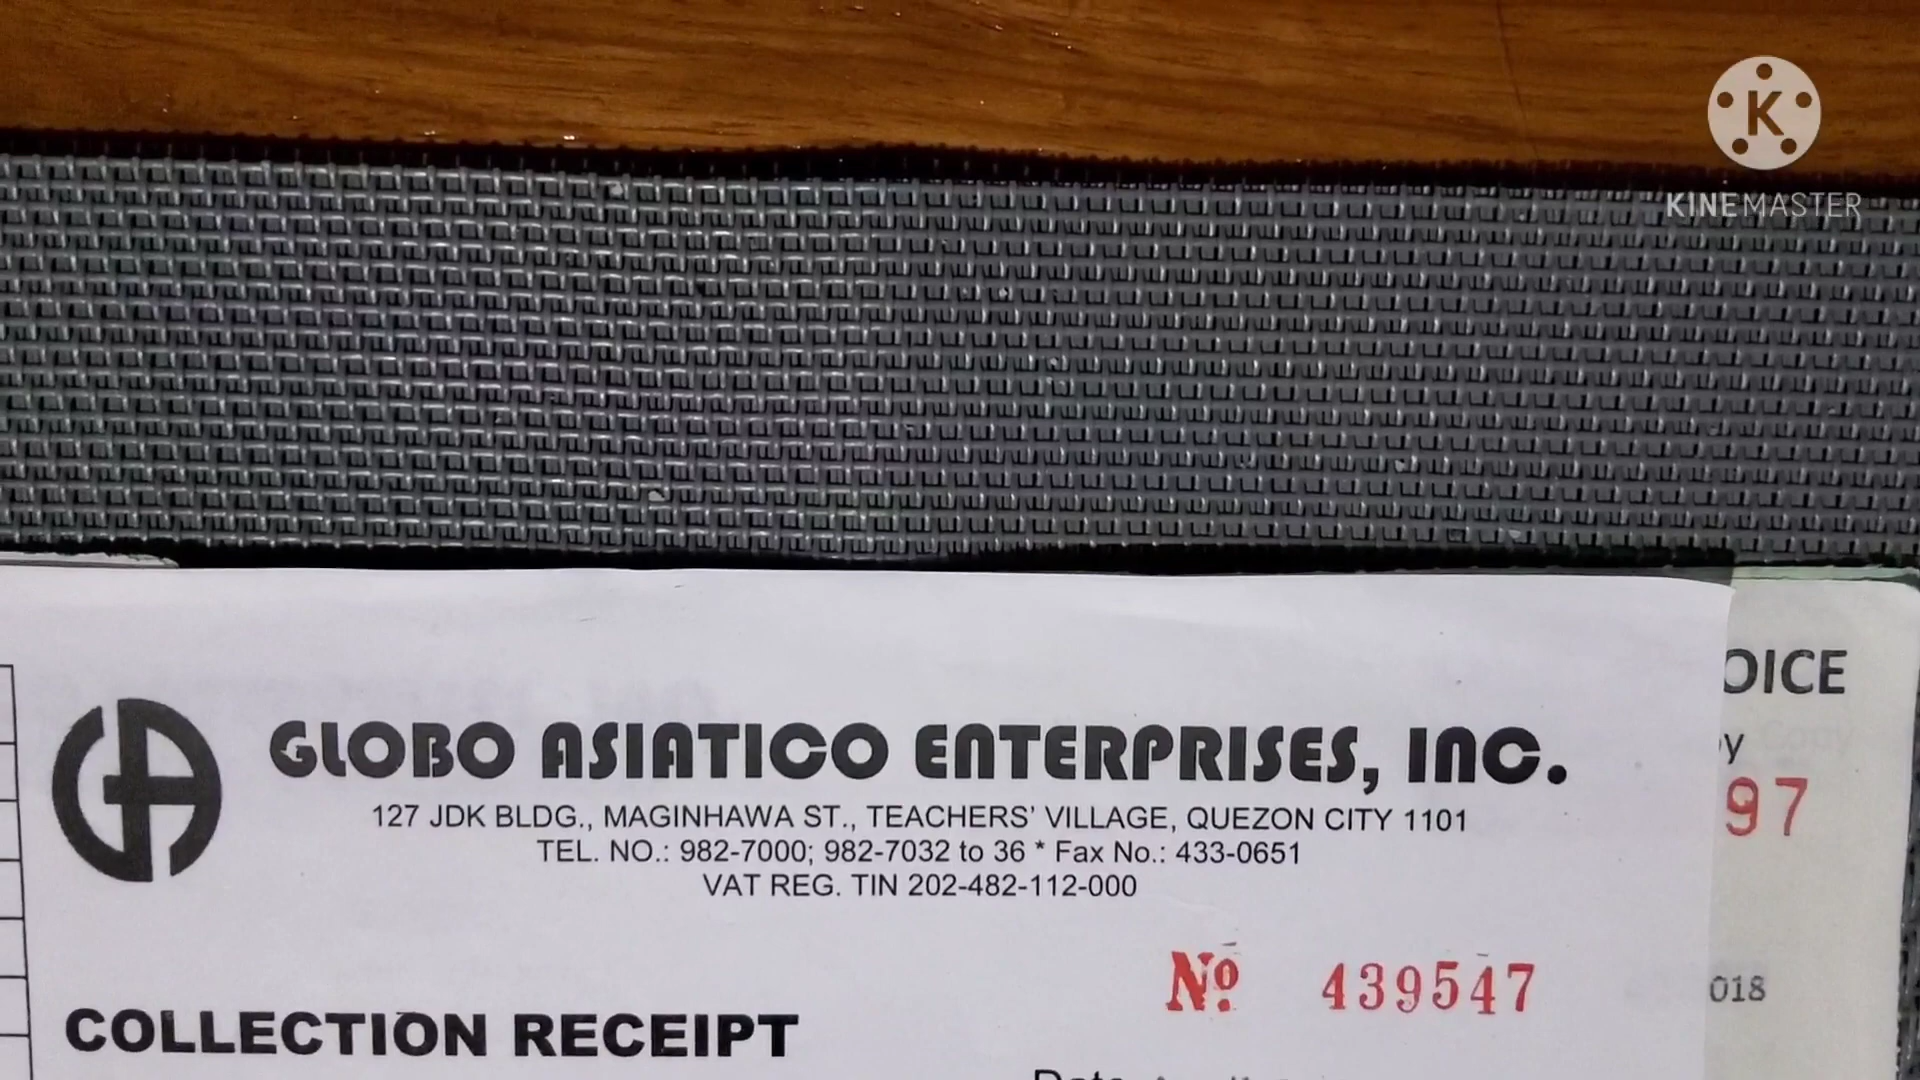 K
KINEMASTER
OICE
GLOBO ASIATICO ENTERPRISES, INC.
127 JDK BLDG., MAGINHAWA ST., TEACHERS' VILLAGE, QUEZON CITY 1101
TEL. NO.: 982-7000; 982-7032 to 36 * Fax No.: 433-0651
VAT REG. TIN 202-482-112-000
y Copy
97
Nº. 439547
018
COLLECTION RECEIPT
Date